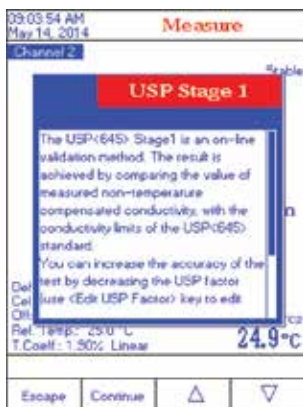 09:03:54 AM
May 14, 2014
Measure
Channel 2
Stable
USP Stage 1
The USP<645> Stage1 is an on-line
validation method. The result is
achieved by comparing the value of
measured non-temperature
compensated conductivity, with the
conductivity limits of the USP<645>
standard.
You can increase the accuracy of the
test by decreasing the USP factor
(use <Edit USP Factor> key to edit
Ref. Temp.: 25.0 °C
T.Coeff.: 1.90% Linear
24.9°C
Escape
Continue